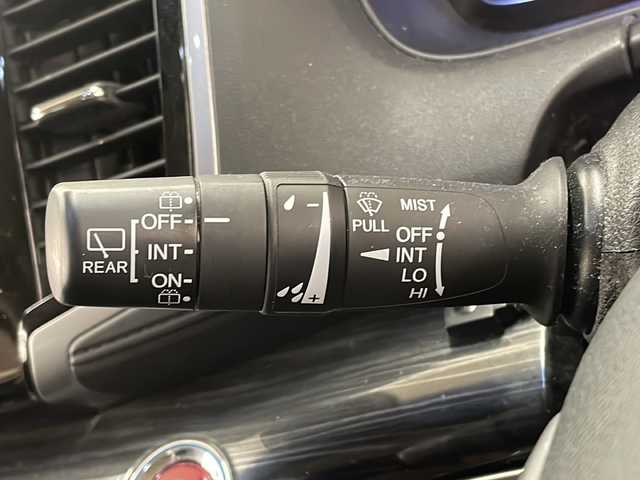 OFF
INT
ON
REAR
- 
+
PULL
MIST
OFF
INT
LO
HI